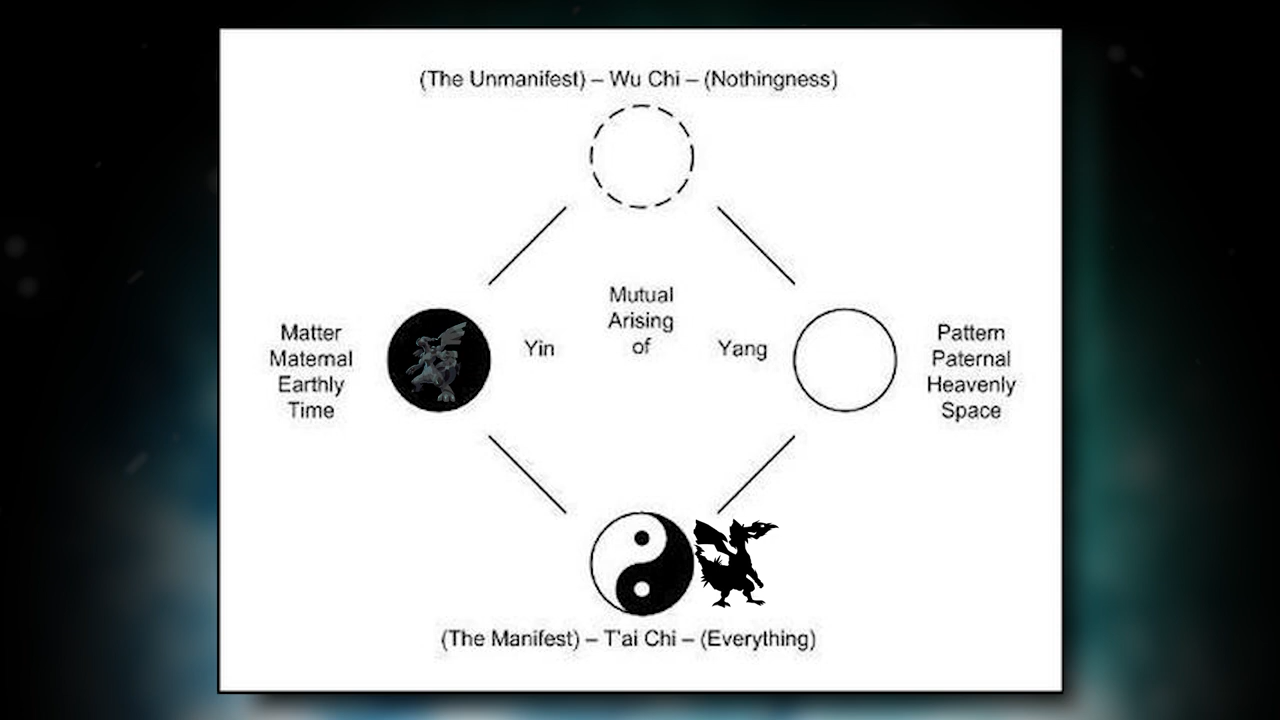 (The Unmanifest) – Wu Chi – (Nothingness)
Mutual
Arising
of
Yin
Yang
Matter
Maternal
Earthly
Time
Pattern
Paternal
Heavenly
Space
(The Manifest) – T'ai Chi – (Everything)